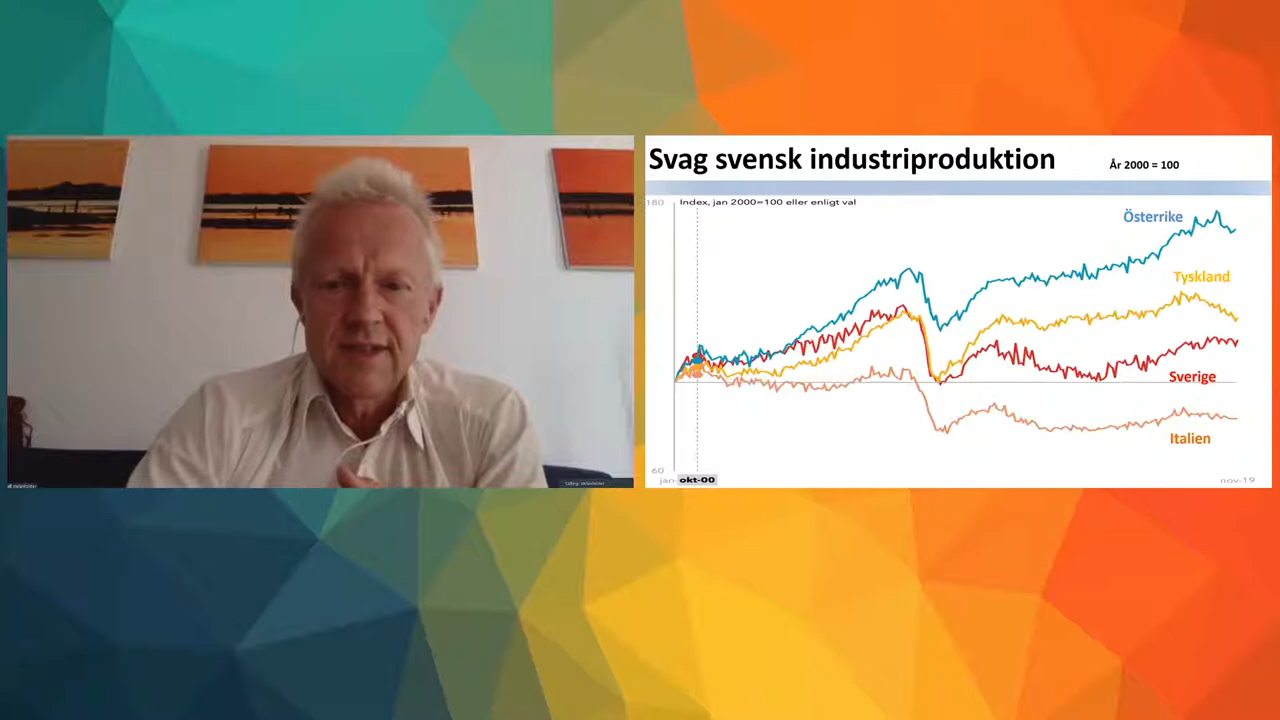 Svag svensk industriproduktion
År 2000 = 100
180
Index, jan 2000=100 eller enligt val
Österrike
Tyskland
Sverige
Italien
60
jan-
okt-00
nov-19